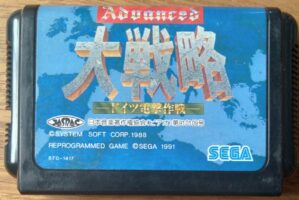 Advanced
大戦略
ドイツ電撃作戦
JASRAC
©SYSTEM SOFT CORP.1988
REPROGRAMMED GAME ©SEGA 1991
SEGA